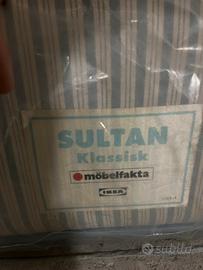 SULTAN
Klassisk
möbelfakta
IKEA
subito